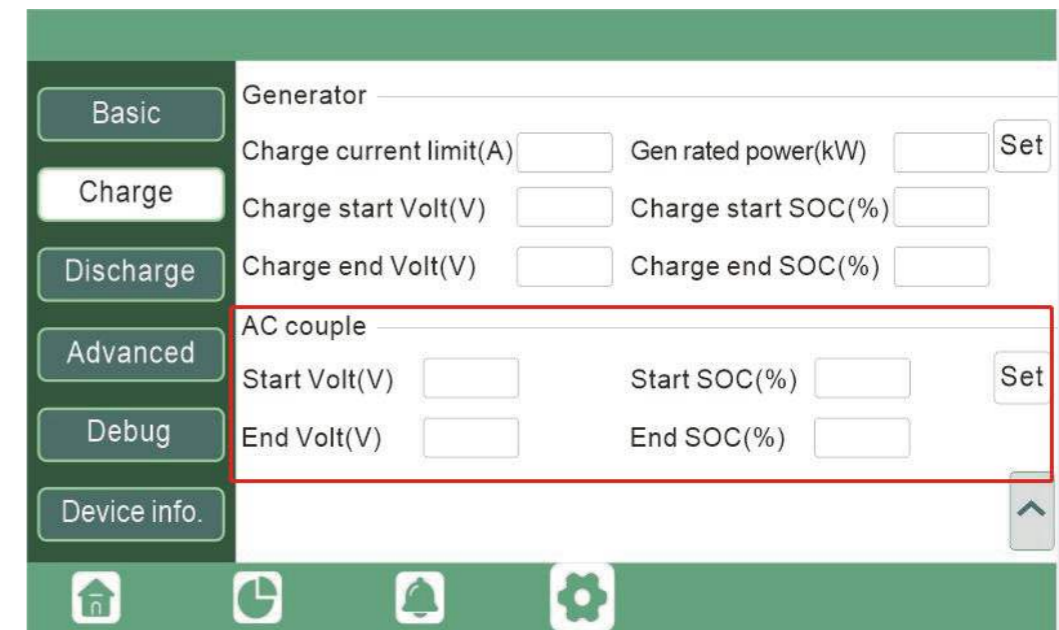 Basic
Charge
Discharge
Advanced
Debug
Device info.
Generator
Charge current limit(A) Gen rated power(kW) Set
Charge start Volt(V) Charge start SOC(%)
Charge end Volt(V) Charge end SOC(%)
AC couple
Start Volt(V) Start SOC(%) Set
End Volt(V) End SOC(%)